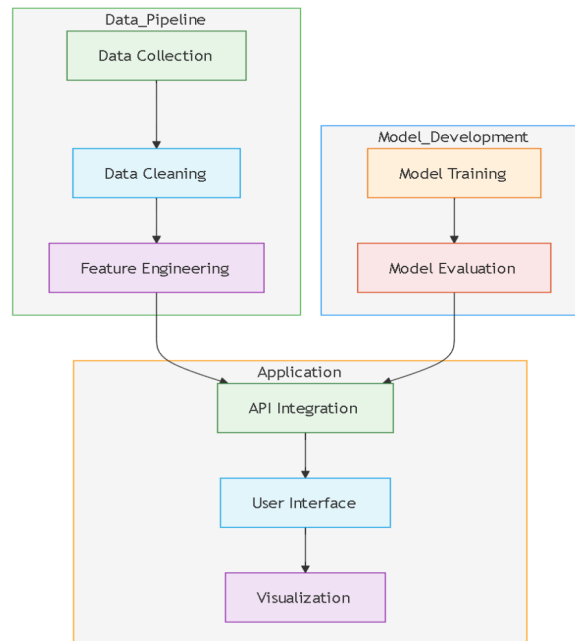 Data_Pipeline
Data Collection
Data Cleaning
Feature Engineering
Model_Development
Model Training
Model Evaluation
Application
API Integration
User Interface
Visualization